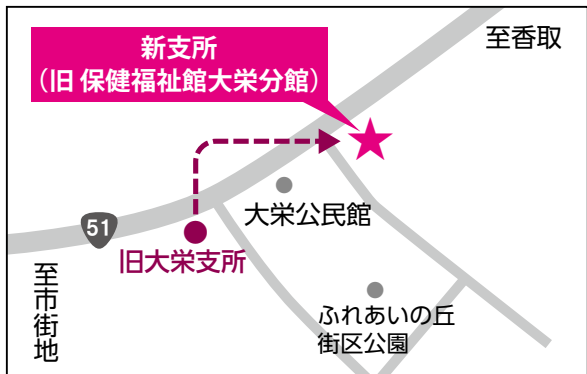 新支所
(旧 保健福祉館大栄分館)
至香取
大栄公民館
51
旧大栄支所
至市街地
ふれあいの丘
街区公園